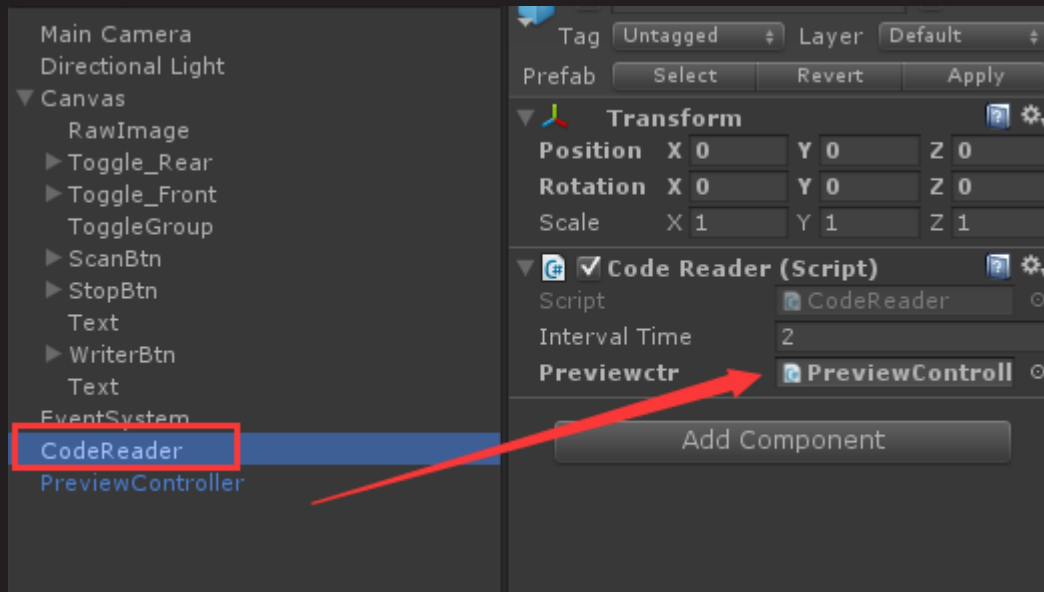 Main Camera
Directional Light
Canvas
RawImage
Toggle_Rear
Toggle_Front
ToggleGroup
ScanBtn
StopBtn
Text
WriterBtn
Text
EventSystem
CodeReader
PreviewController
Tag Untagged Layer Default
Prefab Select Revert Apply
Transform
Position X 0 Y 0 Z 0
Rotation X 0 Y 0 Z 0
Scale X 1 Y 1 Z 1
Code Reader (Script)
Script CodeReader
Interval Time 2
Previewctr PreviewControll
Add Component